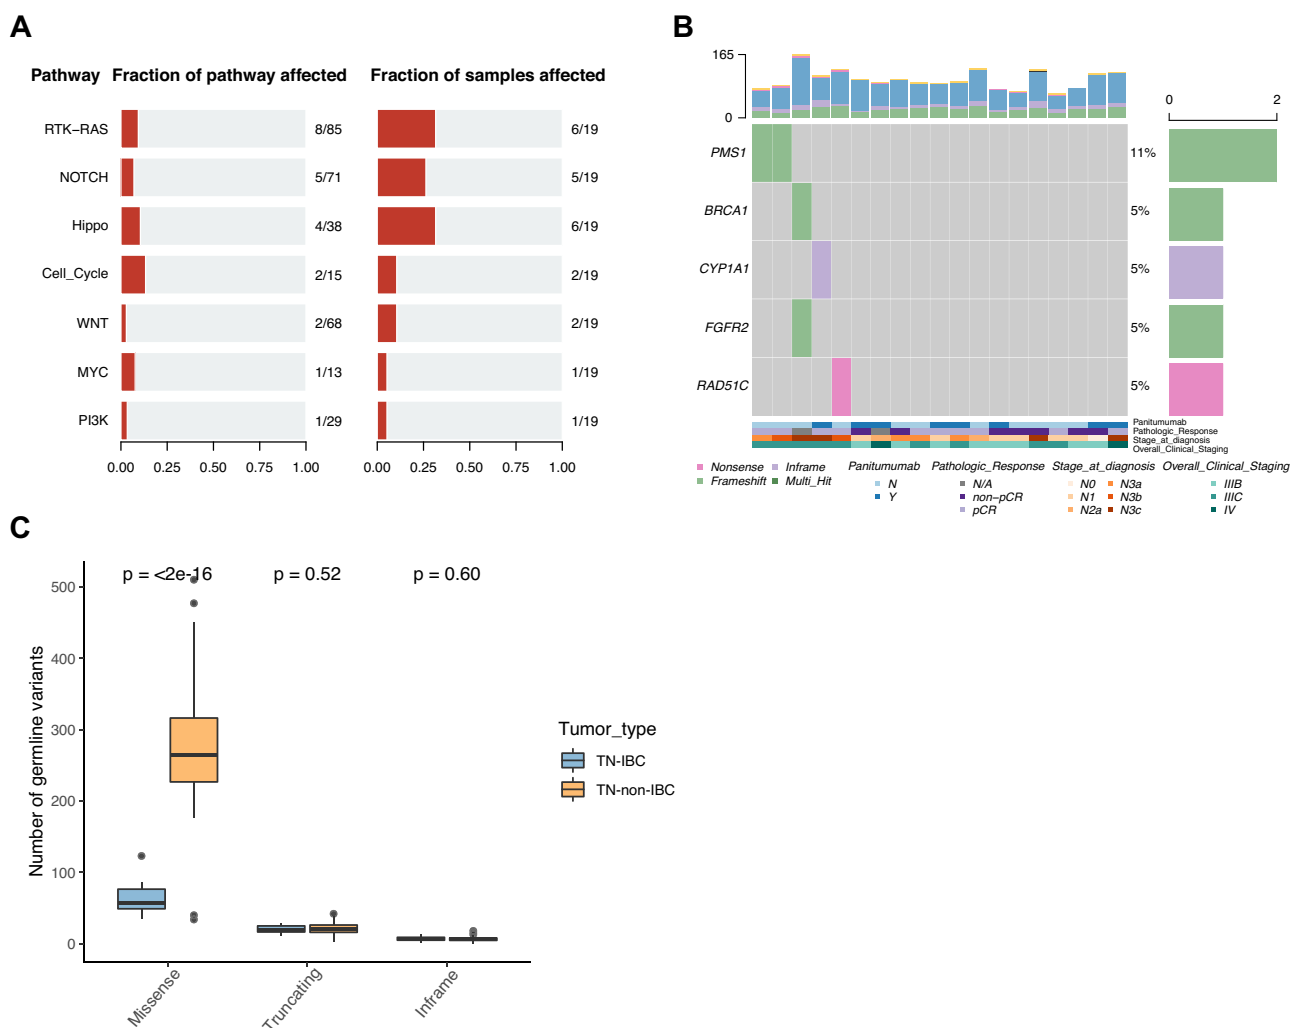 A
Pathway Fraction of pathway affected Fraction of samples affected
RTK−RAS 8/85 6/19
NOTCH 5/71 5/19
Hippo 4/38 6/19
Cell_Cycle 2/15 2/19
WNT 2/68 2/19
MYC 1/13 1/19
PI3K 1/29 1/19
0.00 0.25 0.50 0.75 1.00 0.00 0.25 0.50 0.75 1.00
B
165
0
0 2
PMS1 11%
BRCA1 5%
CYP1A1 5%
FGFR2 5%
RAD51C 5%
Panitumumab
Pathologic_Response
Stage_at_diagnosis
Overall_Clinical_Staging
Nonsense Inframe Panitumumab Pathologic_Response Stage_at_diagnosis Overall_Clinical_Staging
Frameshift Multi_Hit N N/A N0 N3a IIIB
Y non−pCR N1 N3b IIIC
pCR N2a N3c IV
C
p = <2e-16 p = 0.52 p = 0.60
Number of germline variants
500
400
300
200
100
0
Missense
Truncating
Inframe
Tumor_type
TN-IBC
TN-non-IBC